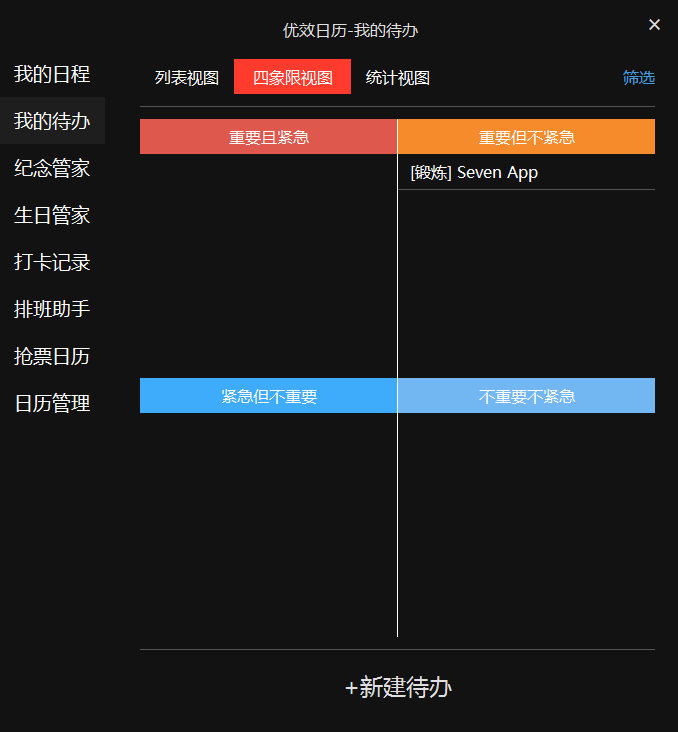 优效日历-我的待办
×
我的日程
我的待办
纪念管家
生日管家
打卡记录
排班助手
抢票日历
日历管理
列表视图 四象限视图 统计视图 筛选
重要且紧急 重要但不紧急
[锻炼] Seven App
紧急但不重要 不重要不紧急
+新建待办